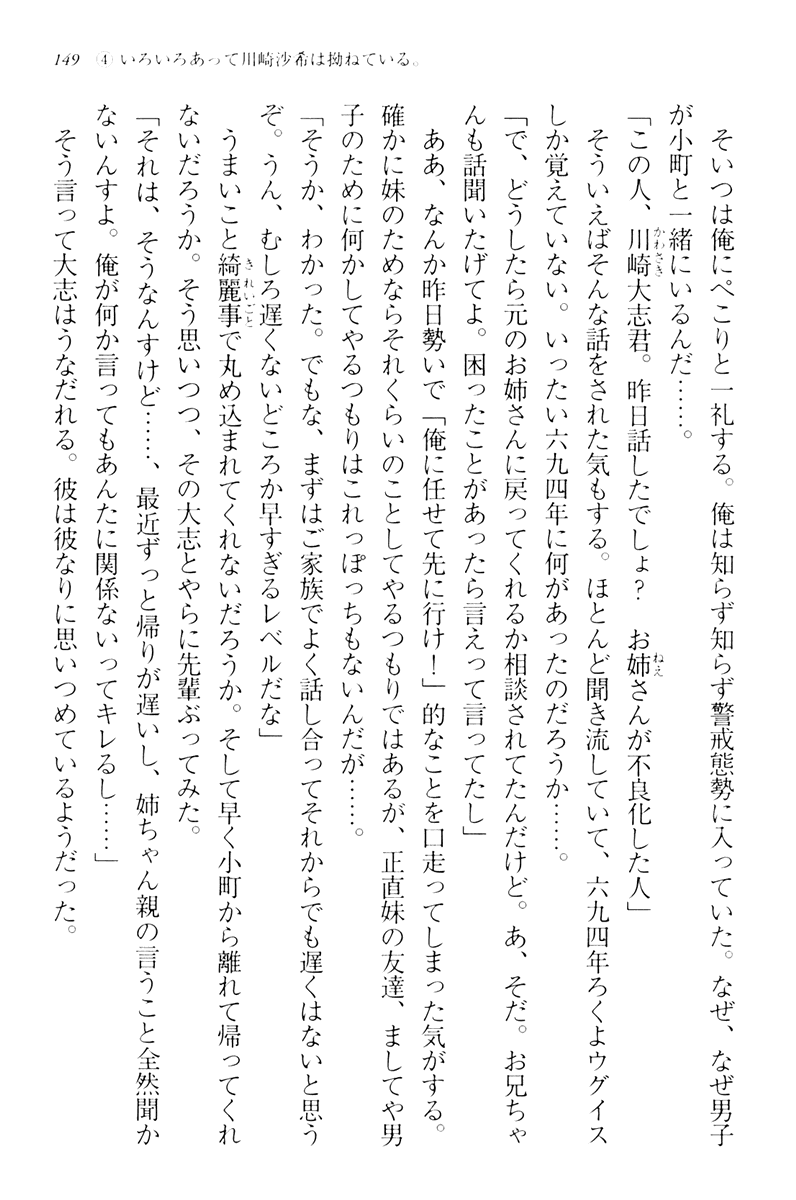 149 ④いろいろあって川崎沙希は拗ねている。
そいつは俺にぺこりと一礼する。俺は知らず知らず警戒態勢に入っていた。なぜ、なぜ男子
が小町と一緒にいるんだ……。
「この人、川崎大志君。昨日話したでしょ？　お姉さんが不良化した人」
そういえばそんな話をされた気もする。ほとんど聞き流していて、六九四年ろくよウグイス
しか覚えていない。いったい六九四年に何があったのだろうか……。
「で、どうしたら元のお姉さんに戻ってくれるか相談されてたんだけど。あ、そだ。お兄ちゃ
んも話聞いたげてよ。困ったことがあったら言えって言ってたし」
ああ、なんか昨日勢いで「俺に任せて先に行け！」的なことを口走ってしまった気がする。
確かに妹のためならそれくらいのことしてやるつもりではあるが、正直妹の友達、ましてや男
子のために何かしてやるつもりはこれっぽっちもないんだが……。
「そうか、わかった。でもな、まずはご家族でよく話し合ってそれからでも遅くはないと思う
ぞ。うん、むしろ遅くないどころか早すぎるレベルだな」
うまいこと綺麗事で丸め込まれてくれないだろうか。そして早く小町から離れて帰ってくれ
ないだろうか。そう思いつつ、その大志とやらに先輩ぶってみた。
「それは、そうなんすけど……、最近ずっと帰りが遅いし、姉ちゃん親の言うこと全然聞か
ないんすよ。俺が何か言ってもあんたに関係ないってキレるし……」
そう言って大志はうなだれる。彼は彼なりに思いつめているようだった。